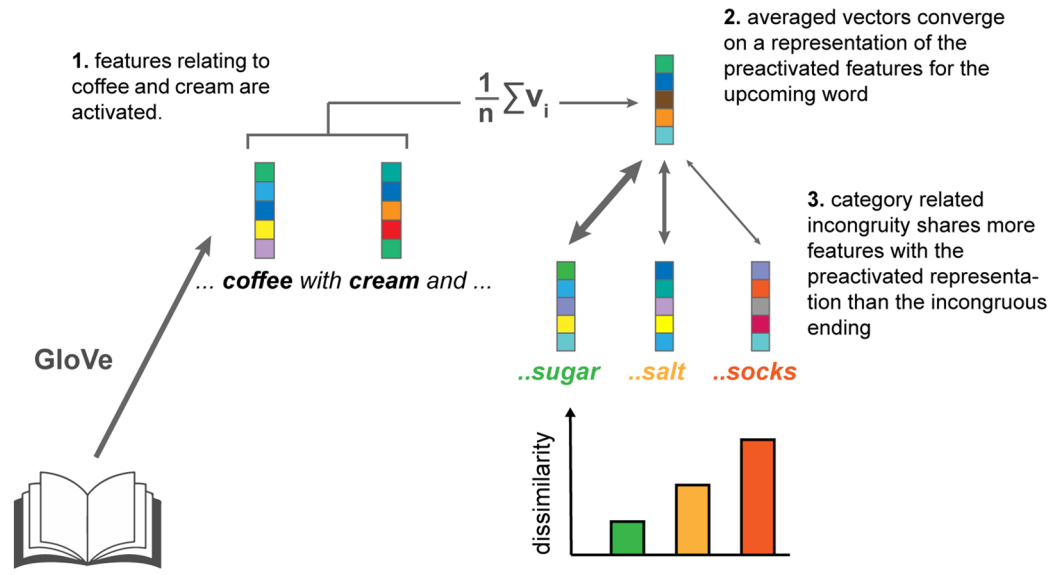 1. features relating to
coffee and cream are
activated.
1/n ∑vᵢ
2. averaged vectors converge
on a representation of the
preactivated features for the
upcoming word
... coffee with cream and ...
3. category related
incongruity shares more
features with the
preactivated representa-
tion than the incongruous
ending
GloVe
..sugar
..salt
..socks
dissimilarity